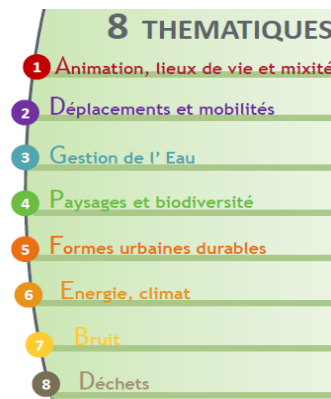 8 THEMATIQUES
1 Animation, lieux de vie et mixité
2 Déplacements et mobilités
3 Gestion de l' Eau
4 Paysages et biodiversité
5 Formes urbaines durables
6 Energie, climat
7 Bruit
8 Déchets